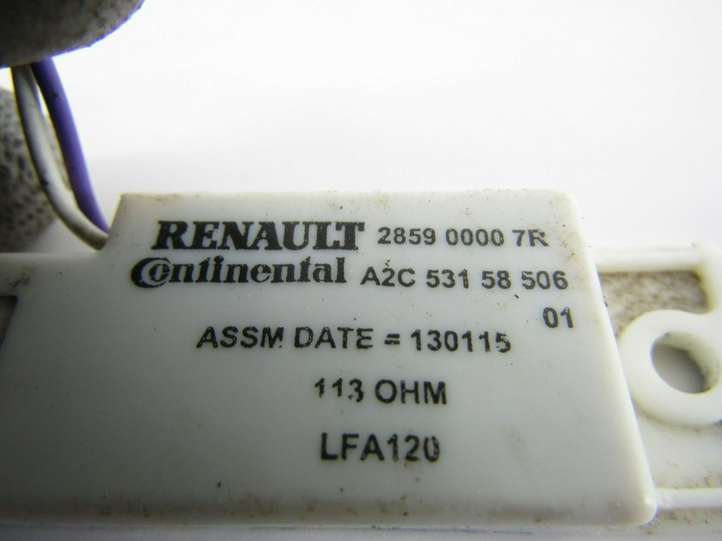 RENAULT 2859 0000 7R
Continental A2C 531 58 506
01
ASSM DATE = 130115
113 OHM
LFA120